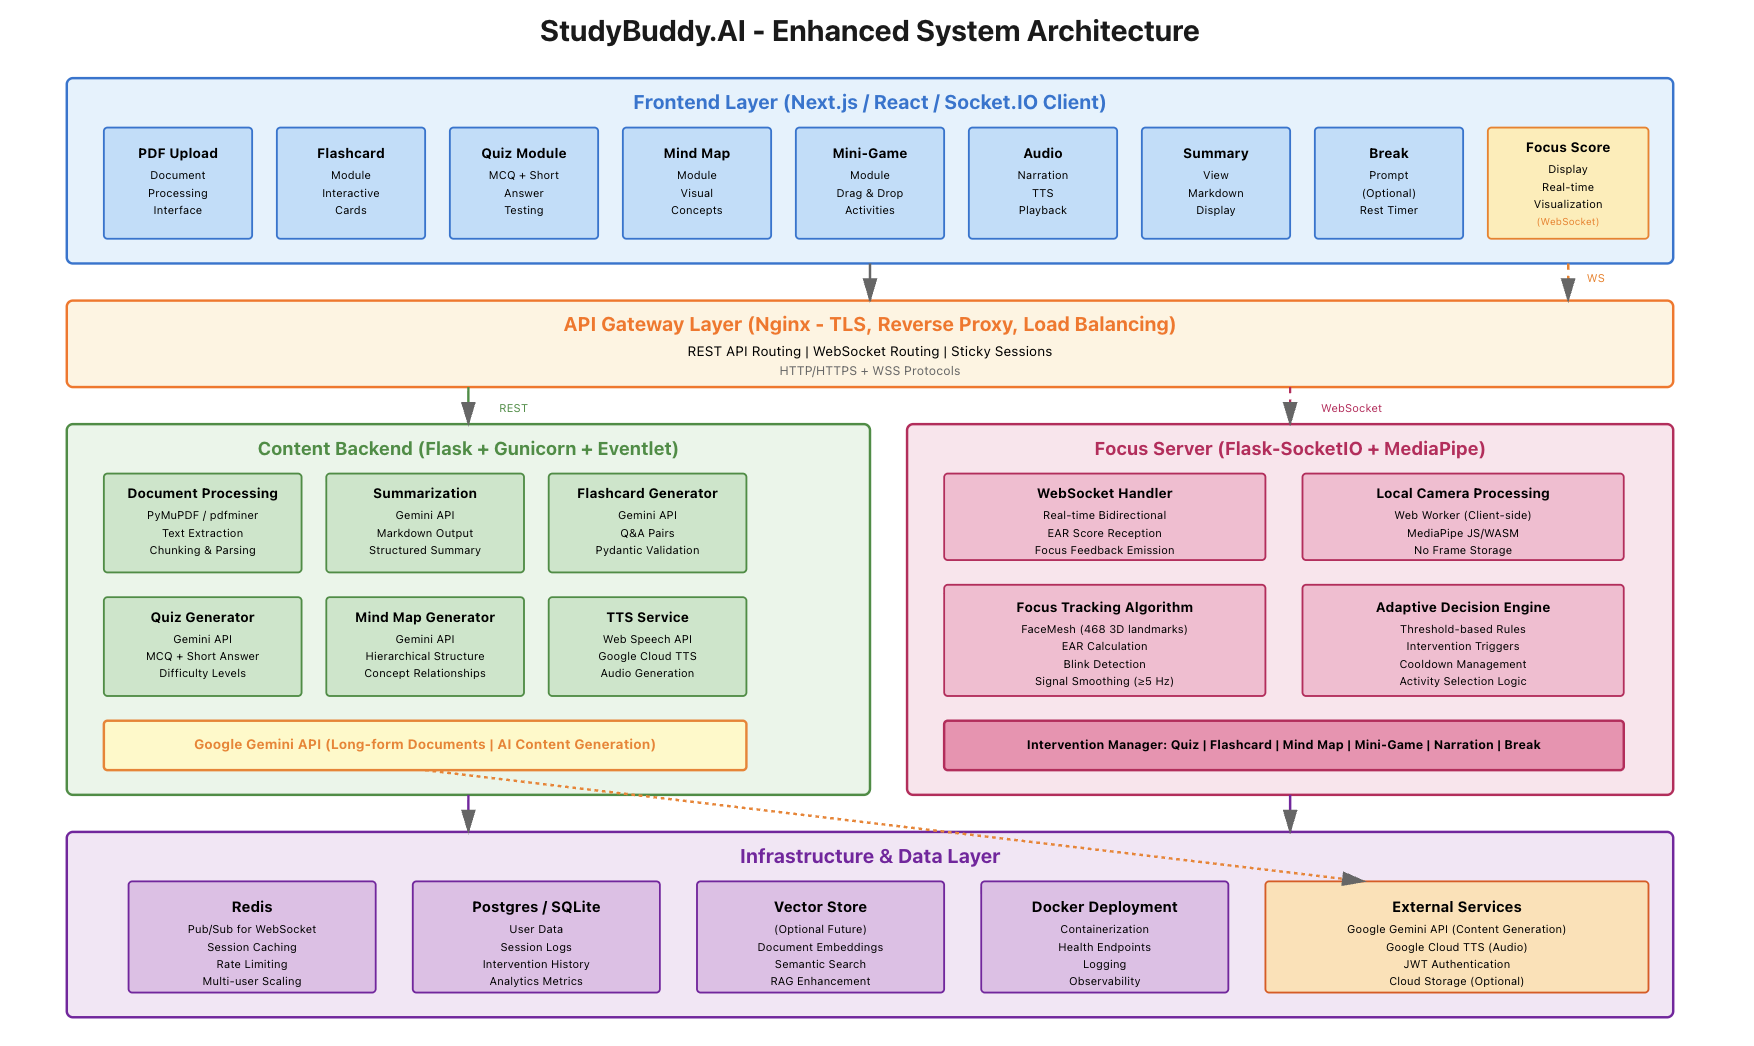 StudyBuddy.AI - Enhanced System Architecture
Frontend Layer (Next.js / React / Socket.IO Client)
PDF Upload
Document
Processing
Interface
Flashcard
Module
Interactive
Cards
Quiz Module
MCQ + Short
Answer
Testing
Mind Map
Module
Visual
Concepts
Mini-Game
Module
Drag & Drop
Activities
Audio
Narration
TTS
Playback
Summary
View
Markdown
Display
Break
Prompt
(Optional)
Rest Timer
Focus Score
Display
Real-time
Visualization
(WebSocket)
WS
API Gateway Layer (Nginx - TLS, Reverse Proxy, Load Balancing)
REST API Routing | WebSocket Routing | Sticky Sessions
HTTP/HTTPS + WSS Protocols
REST
WebSocket
Content Backend (Flask + Gunicorn + Eventlet)
Document Processing
PyMuPDF / pdfminer
Text Extraction
Chunking & Parsing
Summarization
Gemini API
Markdown Output
Structured Summary
Flashcard Generator
Gemini API
Q&A Pairs
Pydantic Validation
Quiz Generator
Gemini API
MCQ + Short Answer
Difficulty Levels
Mind Map Generator
Gemini API
Hierarchical Structure
Concept Relationships
TTS Service
Web Speech API
Google Cloud TTS
Audio Generation
Google Gemini API (Long-form Documents | AI Content Generation)
Focus Server (Flask-SocketIO + MediaPipe)
WebSocket Handler
Real-time Bidirectional
EAR Score Reception
Focus Feedback Emission
Local Camera Processing
Web Worker (Client-side)
MediaPipe JS/WASM
No Frame Storage
Focus Tracking Algorithm
FaceMesh (468 3D landmarks)
EAR Calculation
Blink Detection
Signal Smoothing (≥5 Hz)
Adaptive Decision Engine
Threshold-based Rules
Intervention Triggers
Cooldown Management
Activity Selection Logic
Intervention Manager: Quiz | Flashcard | Mind Map | Mini-Game | Narration | Break
Infrastructure & Data Layer
Redis
Pub/Sub for WebSocket
Session Caching
Rate Limiting
Multi-user Scaling
Postgres / SQLite
User Data
Session Logs
Intervention History
Analytics Metrics
Vector Store
(Optional Future)
Document Embeddings
Semantic Search
RAG Enhancement
Docker Deployment
Containerization
Health Endpoints
Logging
Observability
External Services
Google Gemini API (Content Generation)
Google Cloud TTS (Audio)
JWT Authentication
Cloud Storage (Optional)